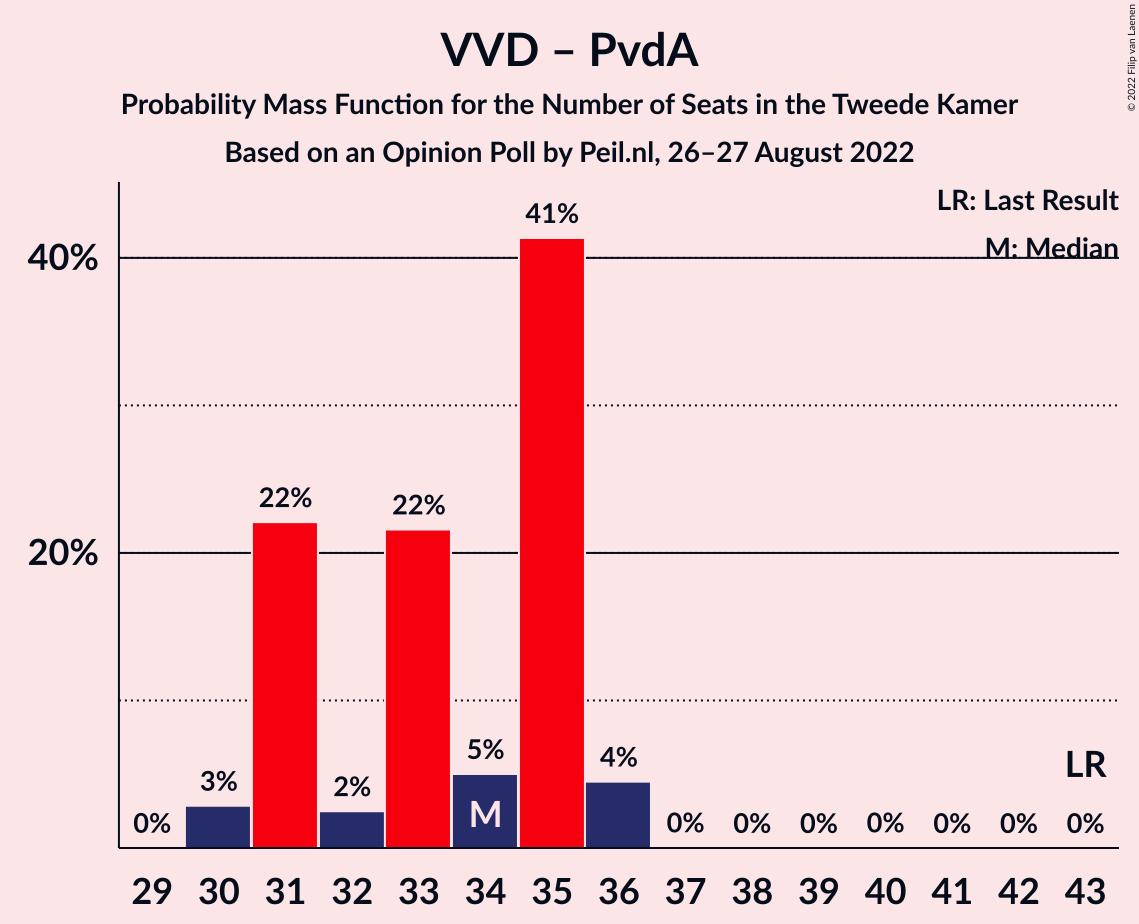 VVD – PvdA
Probability Mass Function for the Number of Seats in the Tweede Kamer
Based on an Opinion Poll by Peil.nl, 26–27 August 2022
© 2022 Filip van Laenen
LR: Last Result
M: Median
40%
20%
0%
3%
22%
2%
22%
5%
41%
4%
0%
0%
0%
0%
0%
0%
0%
M
LR
29 30 31 32 33 34 35 36 37 38 39 40 41 42 43